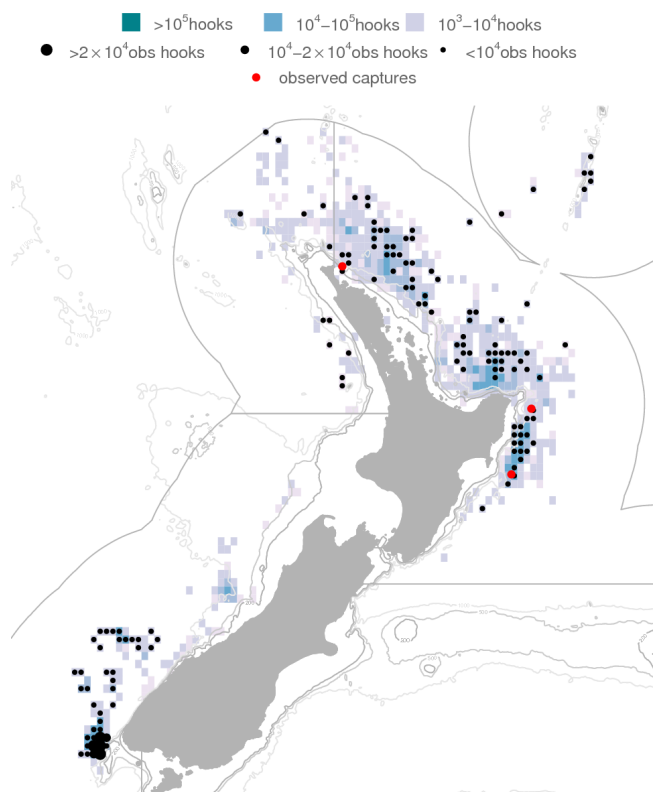 >10⁵hooks 10⁴−10⁵hooks 10³−10⁴hooks
>2×10⁴obs hooks 10⁴−2×10⁴obs hooks <10⁴obs hooks
observed captures